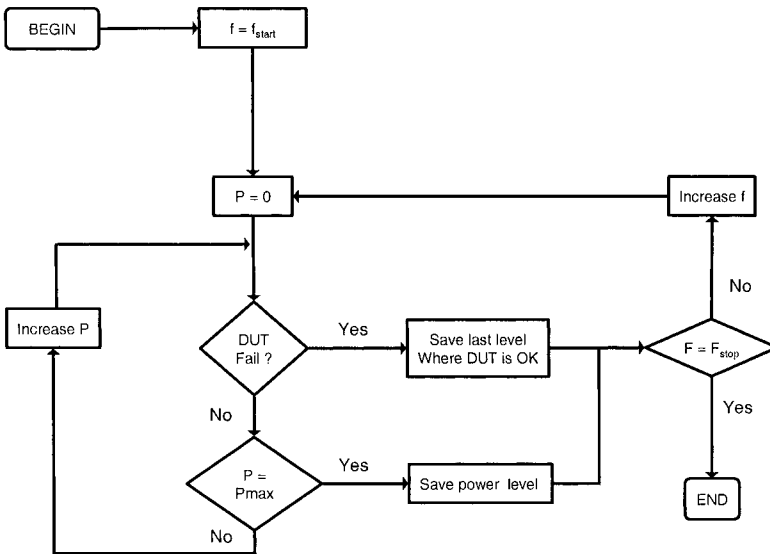 BEGIN
f = fstart
P = 0
Increase f
No
Increase P
DUT
Fail ?
Yes
Save last level
Where DUT is OK
F = Fstop
No
Yes
P =
Pmax
Yes
Save power level
END
No